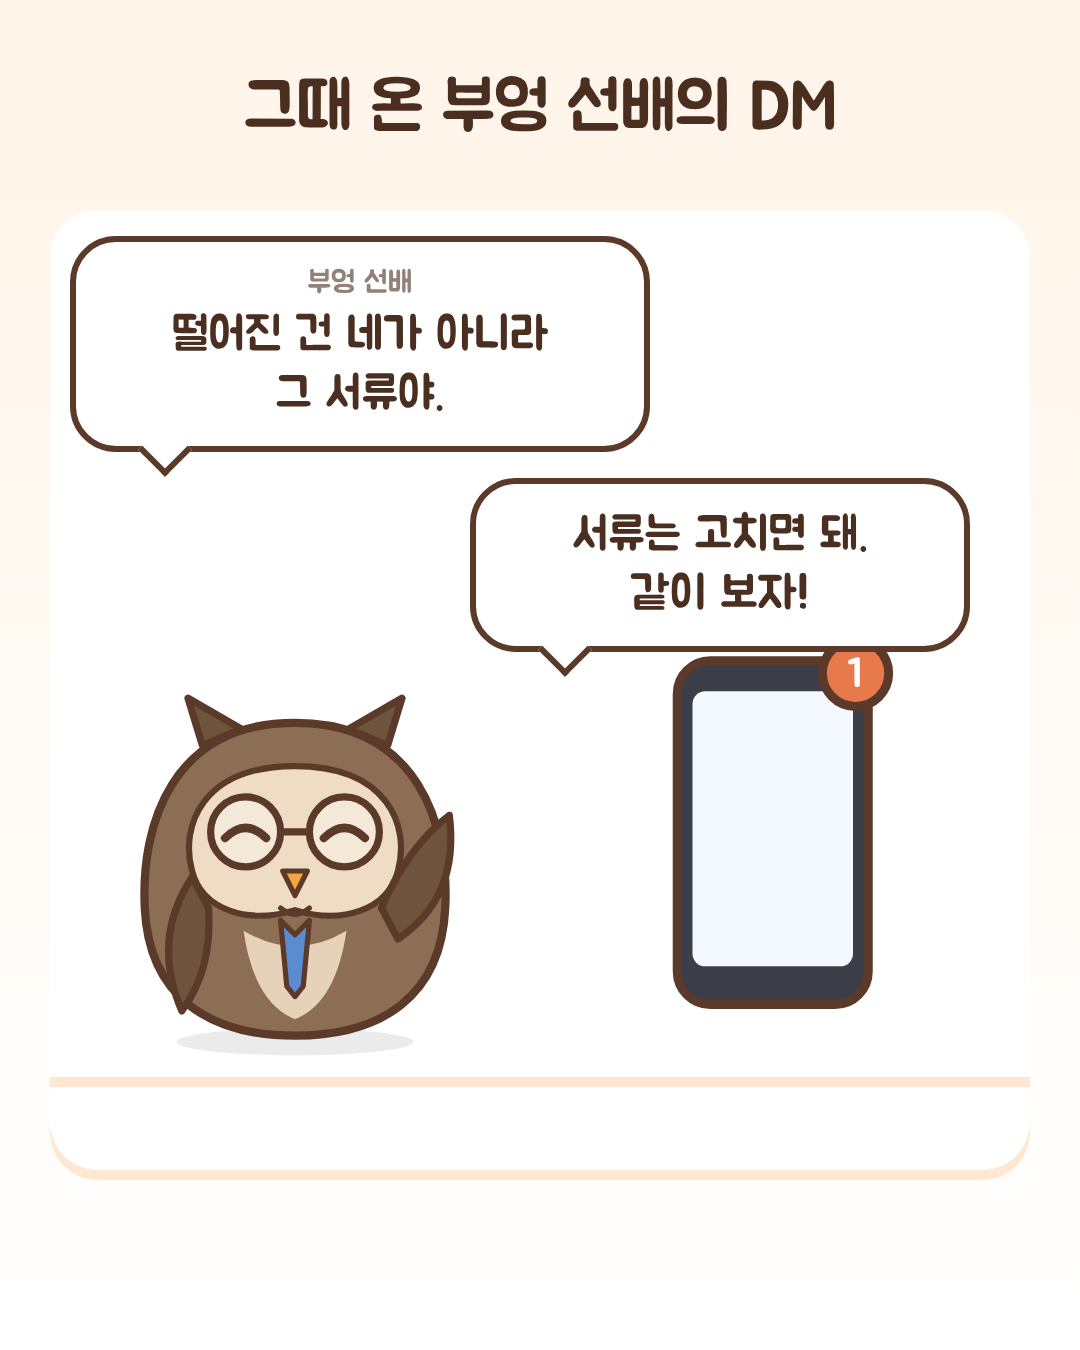 그때 온 부엉 선배의 DM
부엉 선배
떨어진 건 네가 아니라
그 서류야.
서류는 고치면 돼.
같이 보자!
1